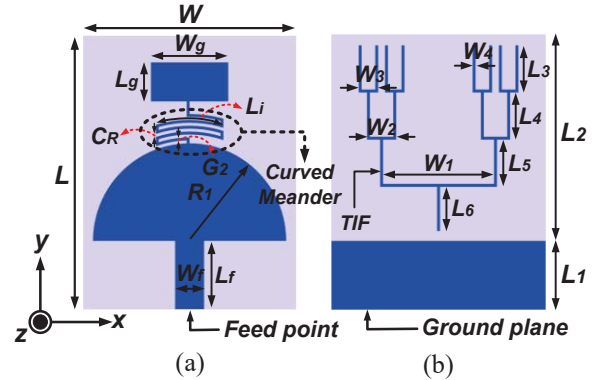 W
W_g
L_g
L_i
C_R
G_2
Curved
Meander
R_1
L
W_f
L_f
y
z
x
Feed point
(a)
W_3
W_4
L_3
W_2
L_4
L_2
W_1
L_5
TIF
L_6
L_1
Ground plane
(b)